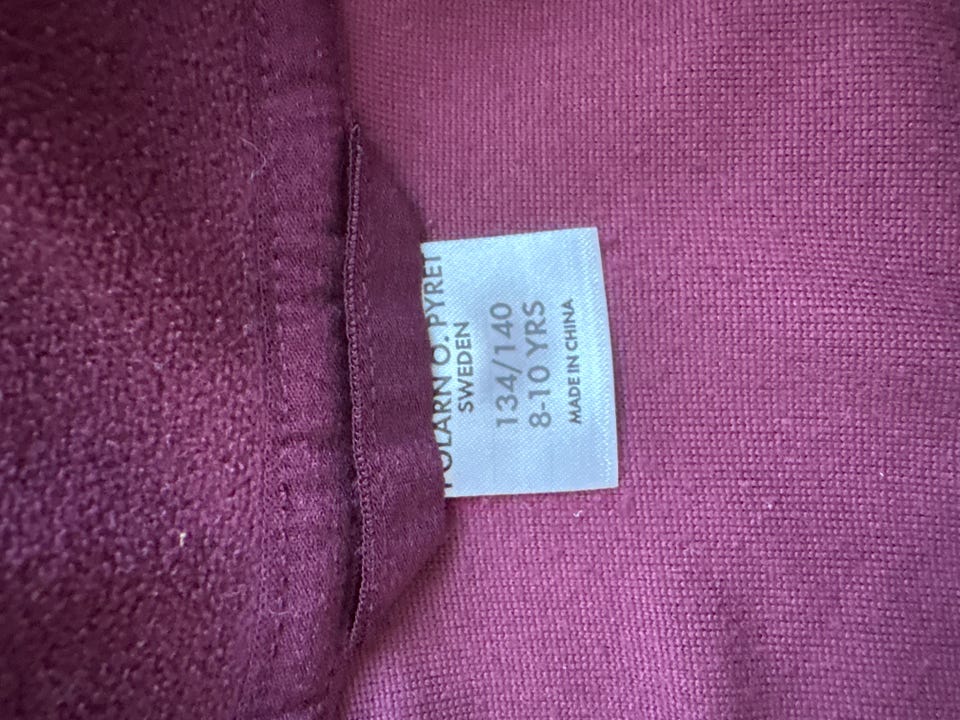 POLARN O. PYRET
SWEDEN
134/140
8-10 YRS
MADE IN CHINA